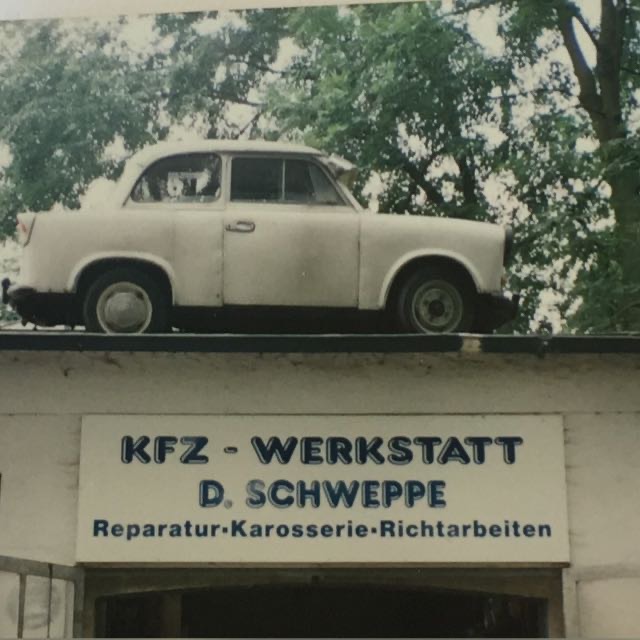 KFZ - WERKSTATT
D. SCHWEPPE
Reparatur·Karosserie·Richtarbeiten